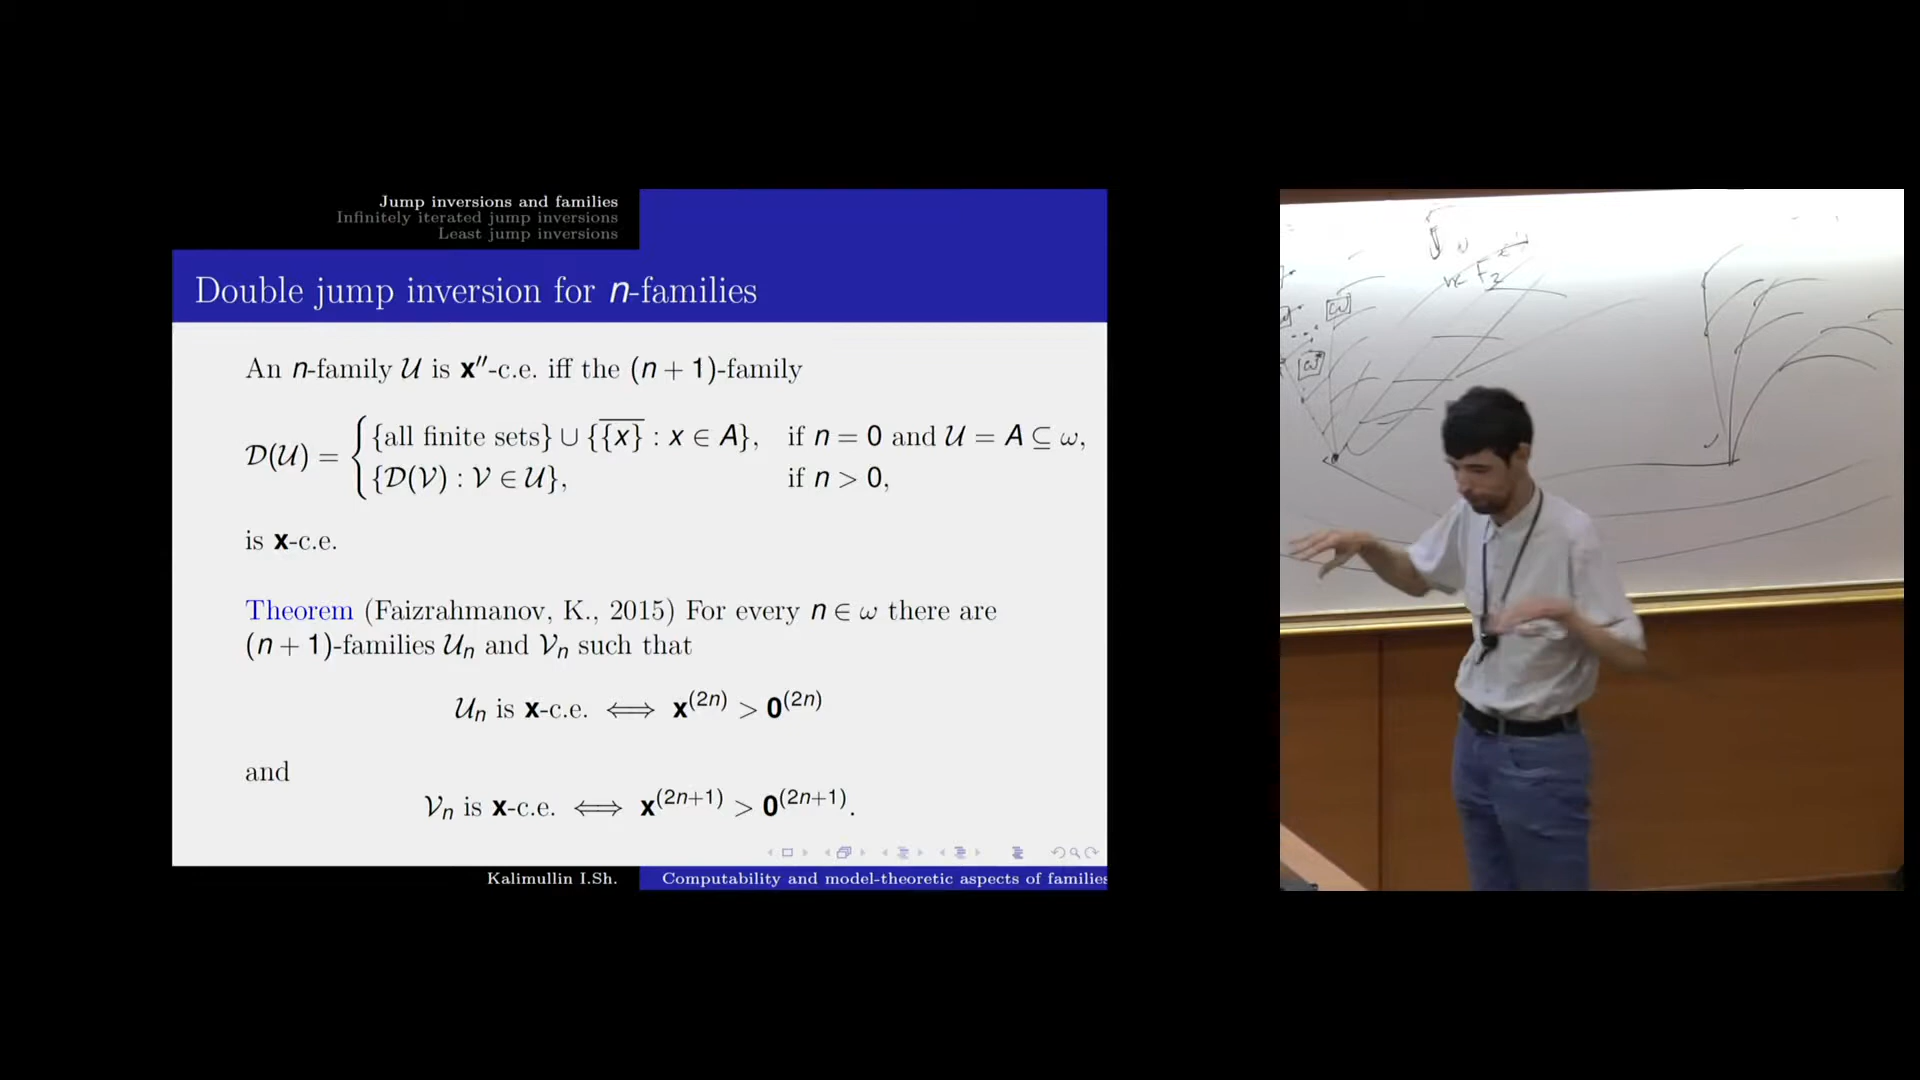 Jump inversions and families
Infinitely iterated jump inversions
Least jump inversions
Double jump inversion for n-families
An n-family 𝒰 is x″-c.e. iff the (n + 1)-family
𝒟(𝒰) = { {all finite sets} ∪ {\overline{{x}} : x ∈ A}, if n = 0 and 𝒰 = A ⊆ ω,
{𝒟(𝒱) : 𝒱 ∈ 𝒰}, if n > 0,
is x-c.e.
Theorem (Faizrahmanov, K., 2015) For every n ∈ ω there are
(n + 1)-families 𝒰ₙ and 𝒱ₙ such that
𝒰ₙ is x-c.e. ⟺ x^{(2n)} > 0^{(2n)}
and
𝒱ₙ is x-c.e. ⟺ x^{(2n+1)} > 0^{(2n+1)}.
Kalimullin I.Sh.
Computability and model-theoretic aspects of families